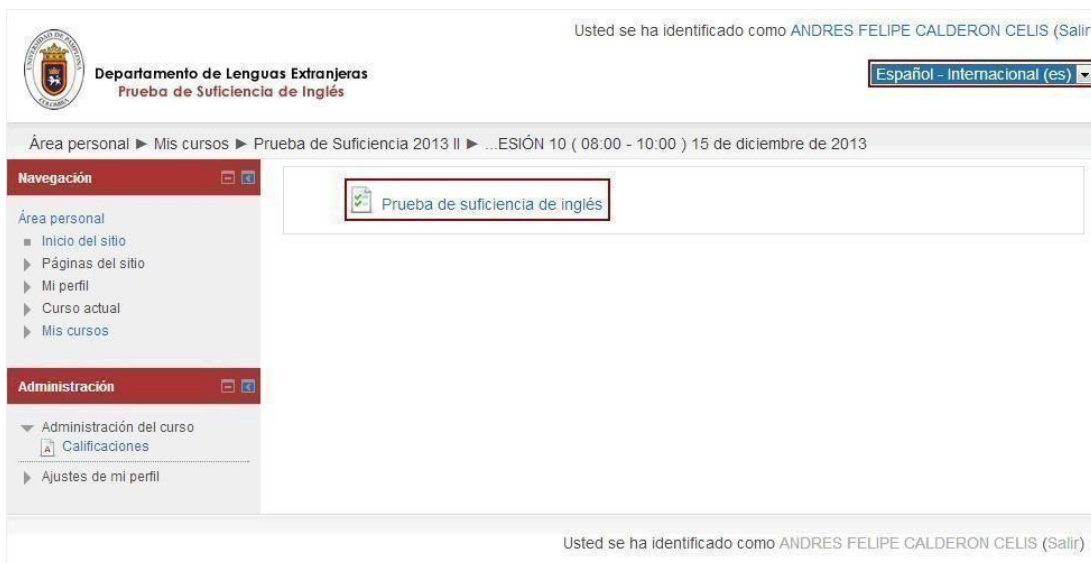 Usted se ha identificado como ANDRES FELIPE CALDERON CELIS (Salir
UNIVERSIDAD DE PAMPLONA
COLOMBIA
Departamento de Lenguas Extranjeras
Prueba de Suficiencia de Inglés
Español - Internacional (es)
Área personal ► Mis cursos ► Prueba de Suficiencia 2013 II ► ...ESIÓN 10 ( 08:00 - 10:00 ) 15 de diciembre de 2013
Navegación
Área personal
Inicio del sitio
Páginas del sitio
Mi perfil
Curso actual
Mis cursos
Prueba de suficiencia de inglés
Administración
Administración del curso
Calificaciones
Ajustes de mi perfil
Usted se ha identificado como ANDRES FELIPE CALDERON CELIS (Salir)